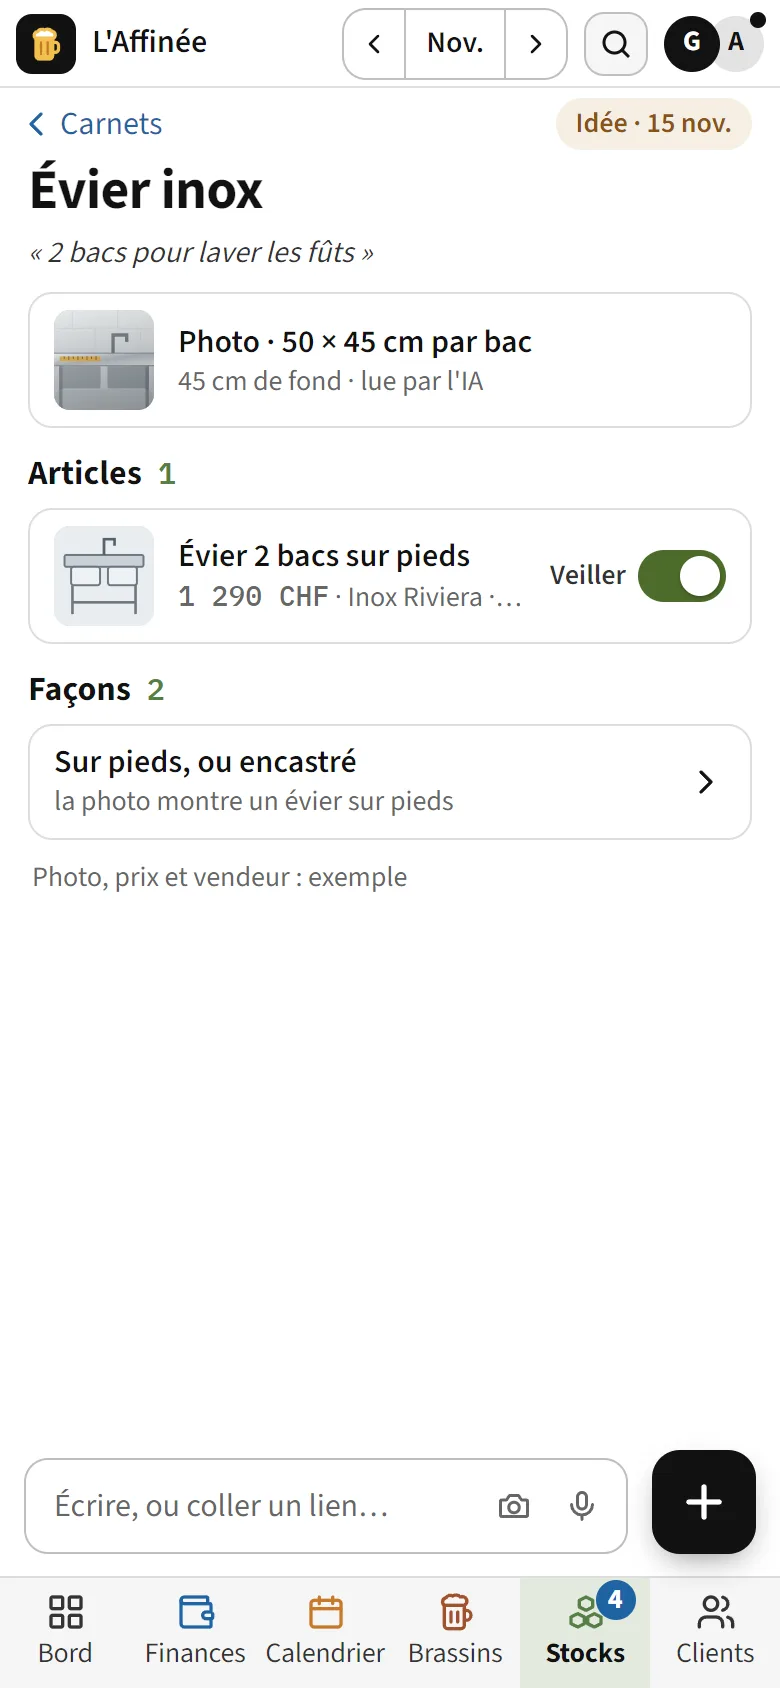 L'Affinée
Nov.
G
A
Carnets
Idée · 15 nov.
Évier inox
« 2 bacs pour laver les fûts »
Photo · 50 × 45 cm par bac
45 cm de fond · lue par l'IA
Articles 1
Évier 2 bacs sur pieds
1 290 CHF · Inox Riviera ·…
Veiller
Façons 2
Sur pieds, ou encastré
la photo montre un évier sur pieds
Photo, prix et vendeur : exemple
Écrire, ou coller un lien…
4
Bord
Finances
Calendrier
Brassins
Stocks
Clients